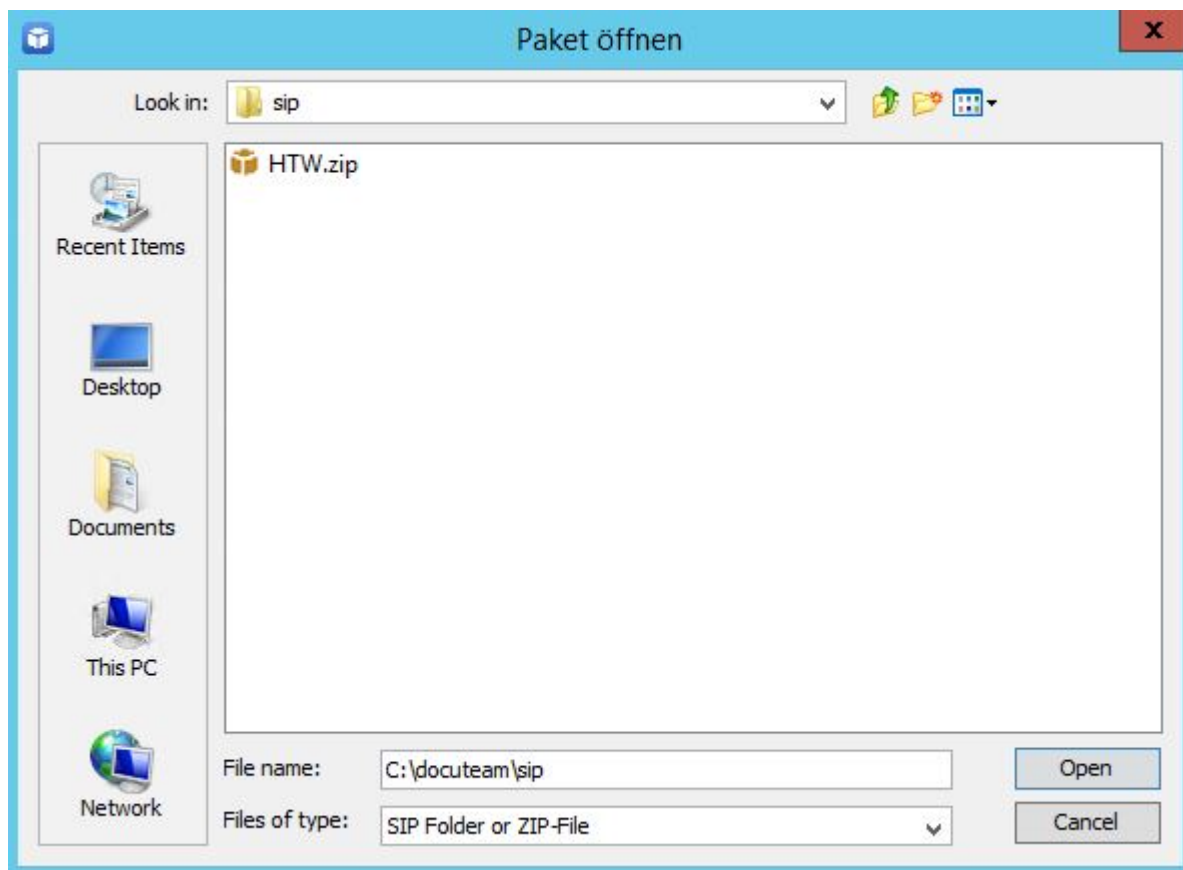 Paket öffnen
x
Look in:
sip
HTW.zip
Recent Items
Desktop
Documents
This PC
Network
File name:
C:\docuteam\sip
Open
Files of type:
SIP Folder or ZIP-File
Cancel